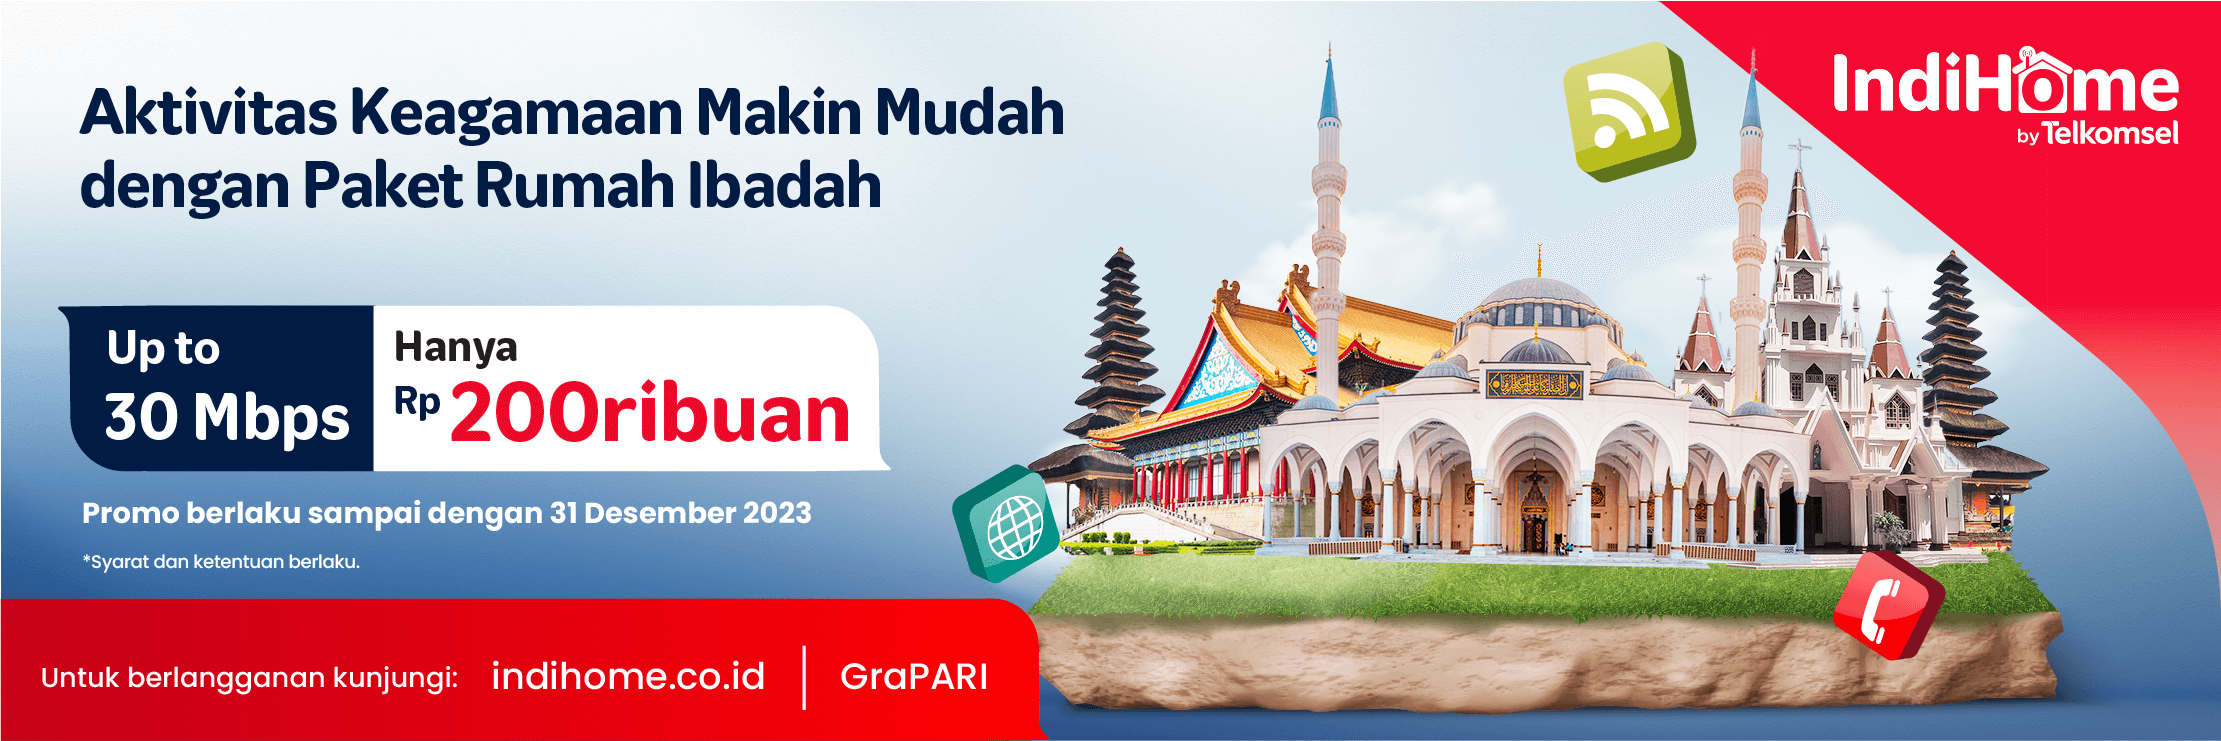 Aktivitas Keagamaan Makin Mudah
dengan Paket Rumah Ibadah
Up to
30 Mbps
Hanya
Rp 200ribuan
Promo berlaku sampai dengan 31 Desember 2023
*Syarat dan ketentuan berlaku.
Untuk berlangganan kunjungi: indihome.co.id | GraPARI
IndiHome
by Telkomsel